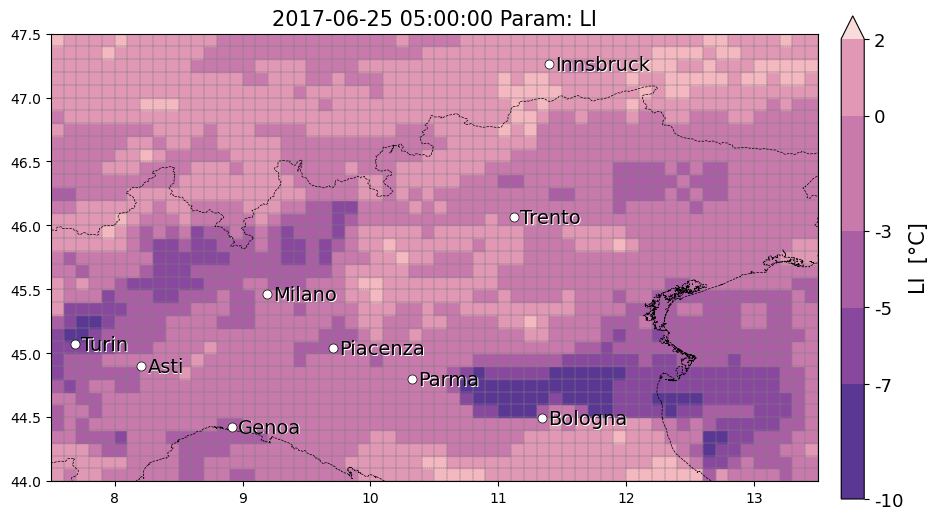 2017-06-25 05:00:00 Param: LI
47.5
47.0
46.5
46.0
45.5
45.0
44.5
44.0
8
9
10
11
12
13
Innsbruck
Trento
Milano
Turin
Piacenza
Asti
Parma
Bologna
Genoa
2
0
-3
-5
-7
-10
LI [°C]